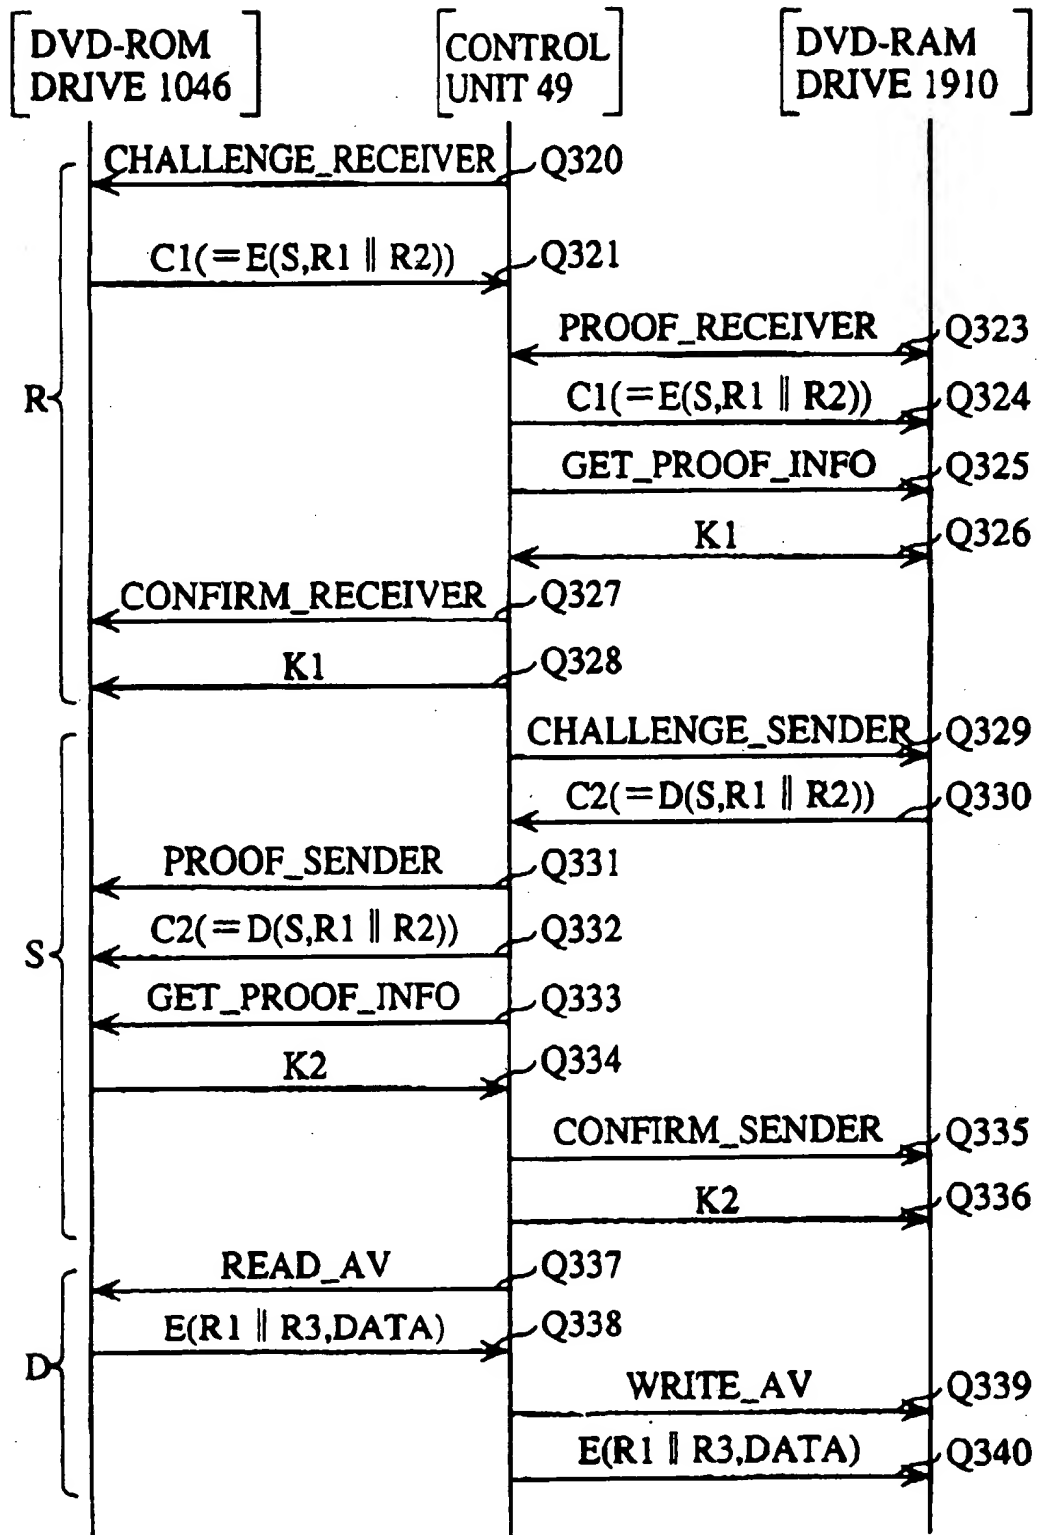 DVD-ROM
DRIVE 1046
CONTROL
UNIT 49
DVD-RAM
DRIVE 1910
CHALLENGE_RECEIVER Q320
C1(=E(S,R1 ∥ R2)) Q321
PROOF_RECEIVER Q323
R
C1(=E(S,R1 ∥ R2)) Q324
GET_PROOF_INFO Q325
K1 Q326
CONFIRM_RECEIVER Q327
K1 Q328
CHALLENGE_SENDER Q329
C2(=D(S,R1 ∥ R2)) Q330
PROOF_SENDER Q331
C2(=D(S,R1 ∥ R2)) Q332
S
GET_PROOF_INFO Q333
K2 Q334
CONFIRM_SENDER Q335
K2 Q336
READ_AV Q337
E(R1 ∥ R3,DATA) Q338
D
WRITE_AV Q339
E(R1 ∥ R3,DATA) Q340